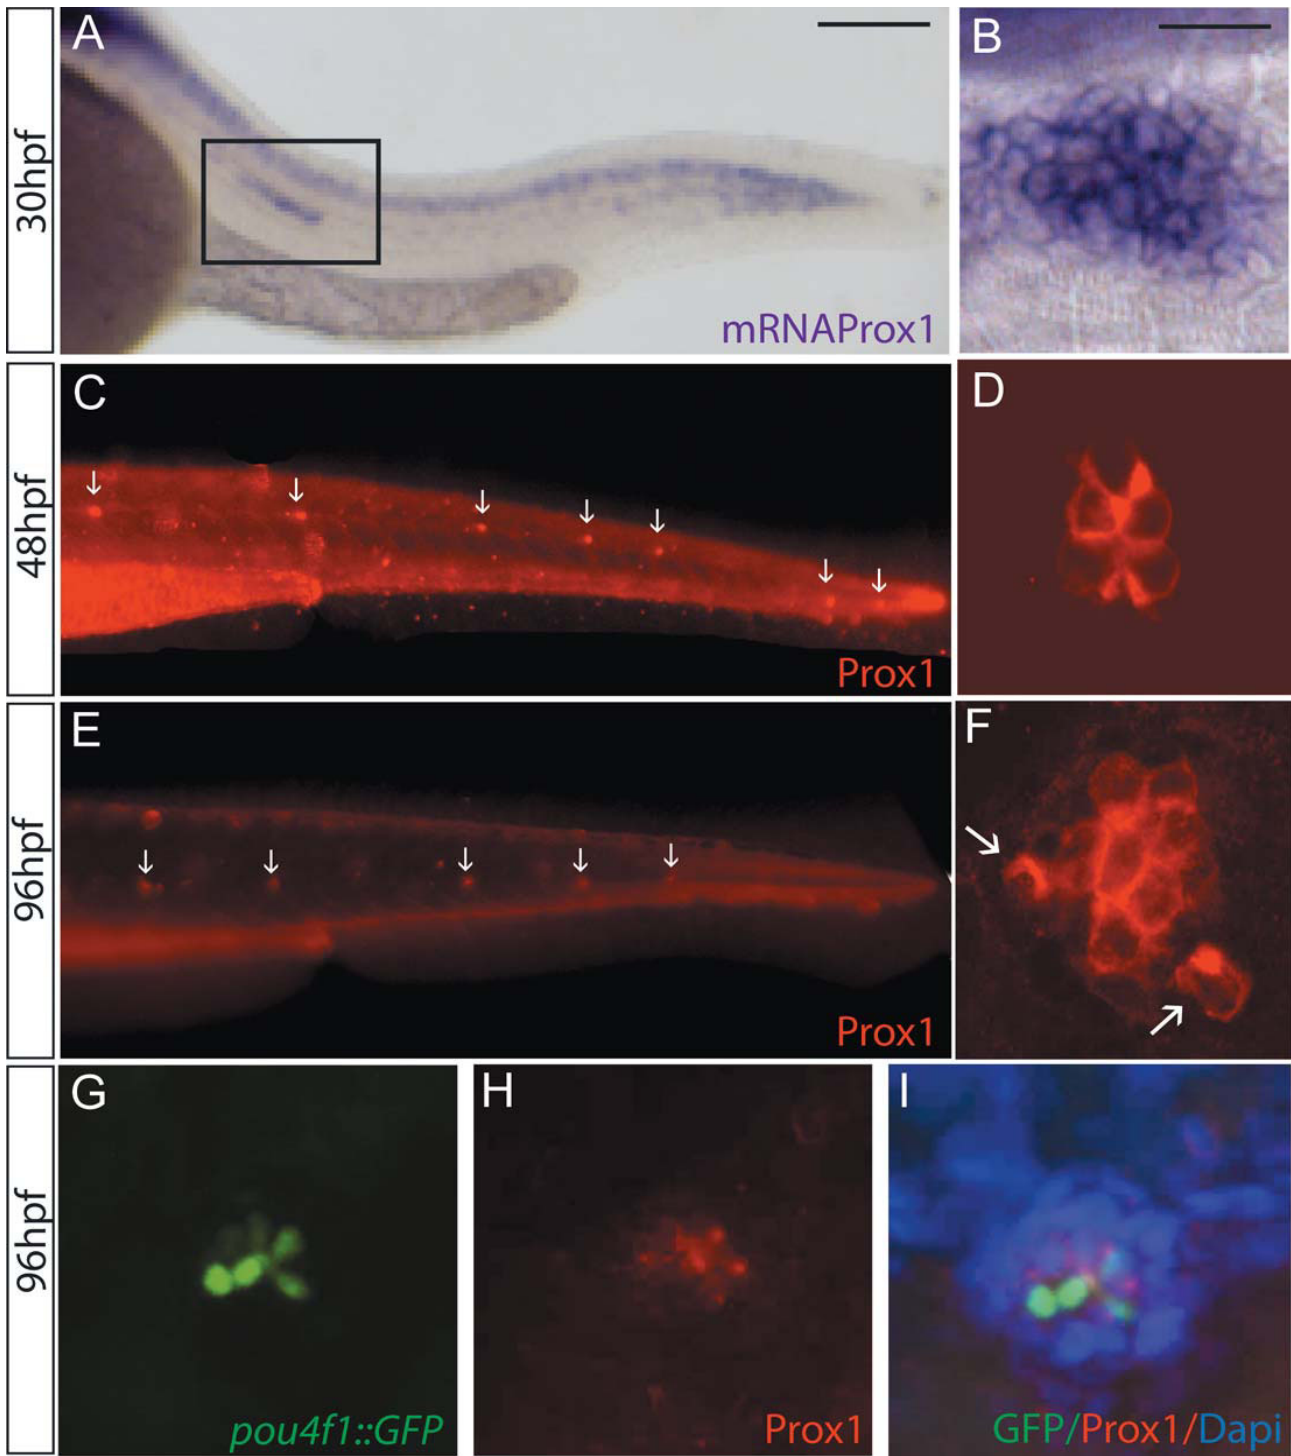 30hpf
A
mRNAProx1
B
48hpf
C
Prox1
D
96hpf
E
Prox1
F
96hpf
G
pou4f1::GFP
H
Prox1
I
GFP/Prox1/Dapi